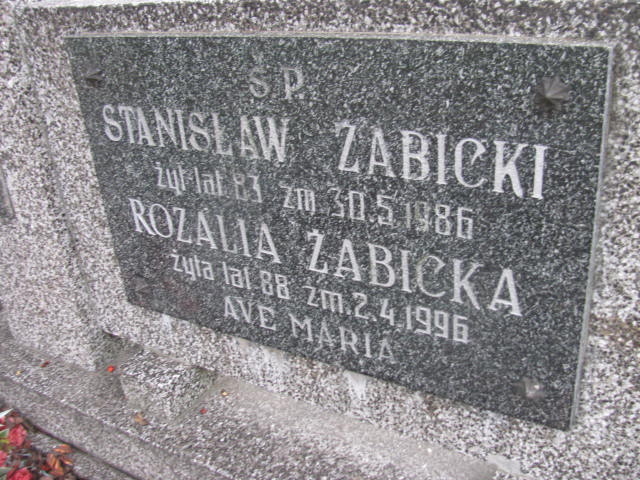 Ś.P.
STANISŁAW ŻABICKI
żył lat 83 zm. 30.5.1986
ROZALIA ŻABICKA
żyła lat 88 zm. 2.4.1996
AVE MARIA